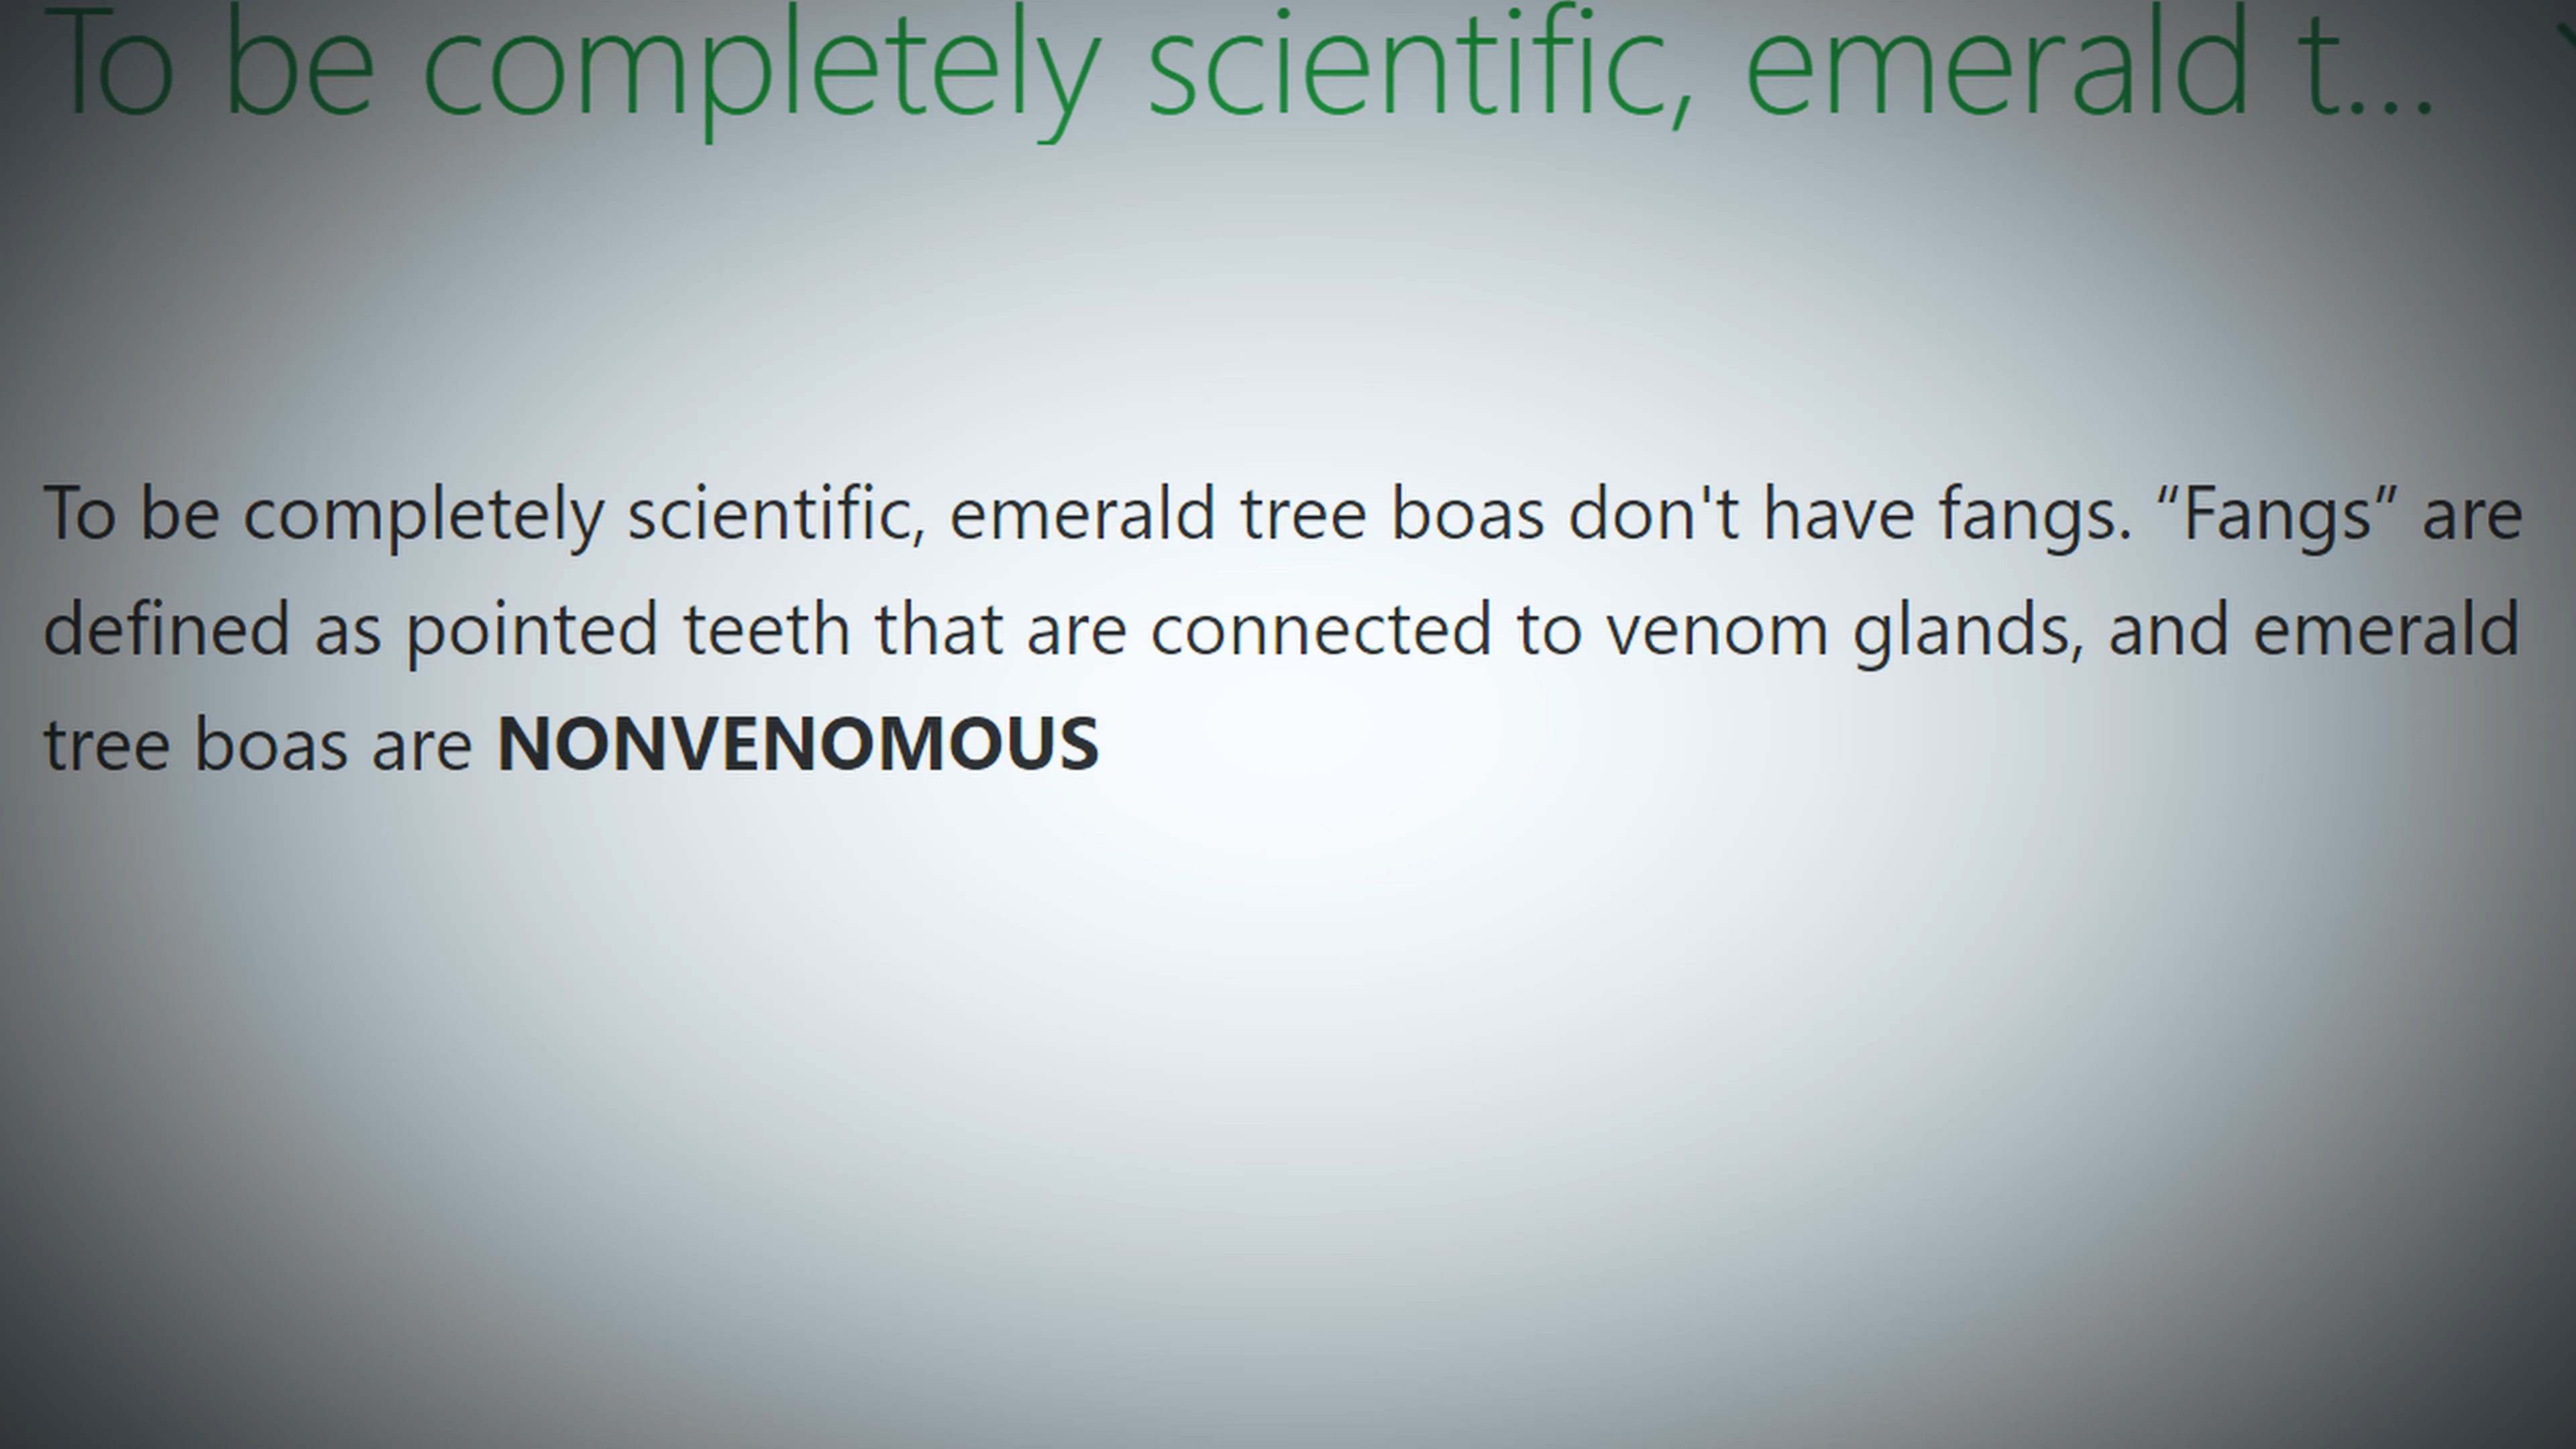 To be completely scientific, emerald t...
To be completely scientific, emerald tree boas don't have fangs. “Fangs” are
defined as pointed teeth that are connected to venom glands, and emerald
tree boas are NONVENOMOUS